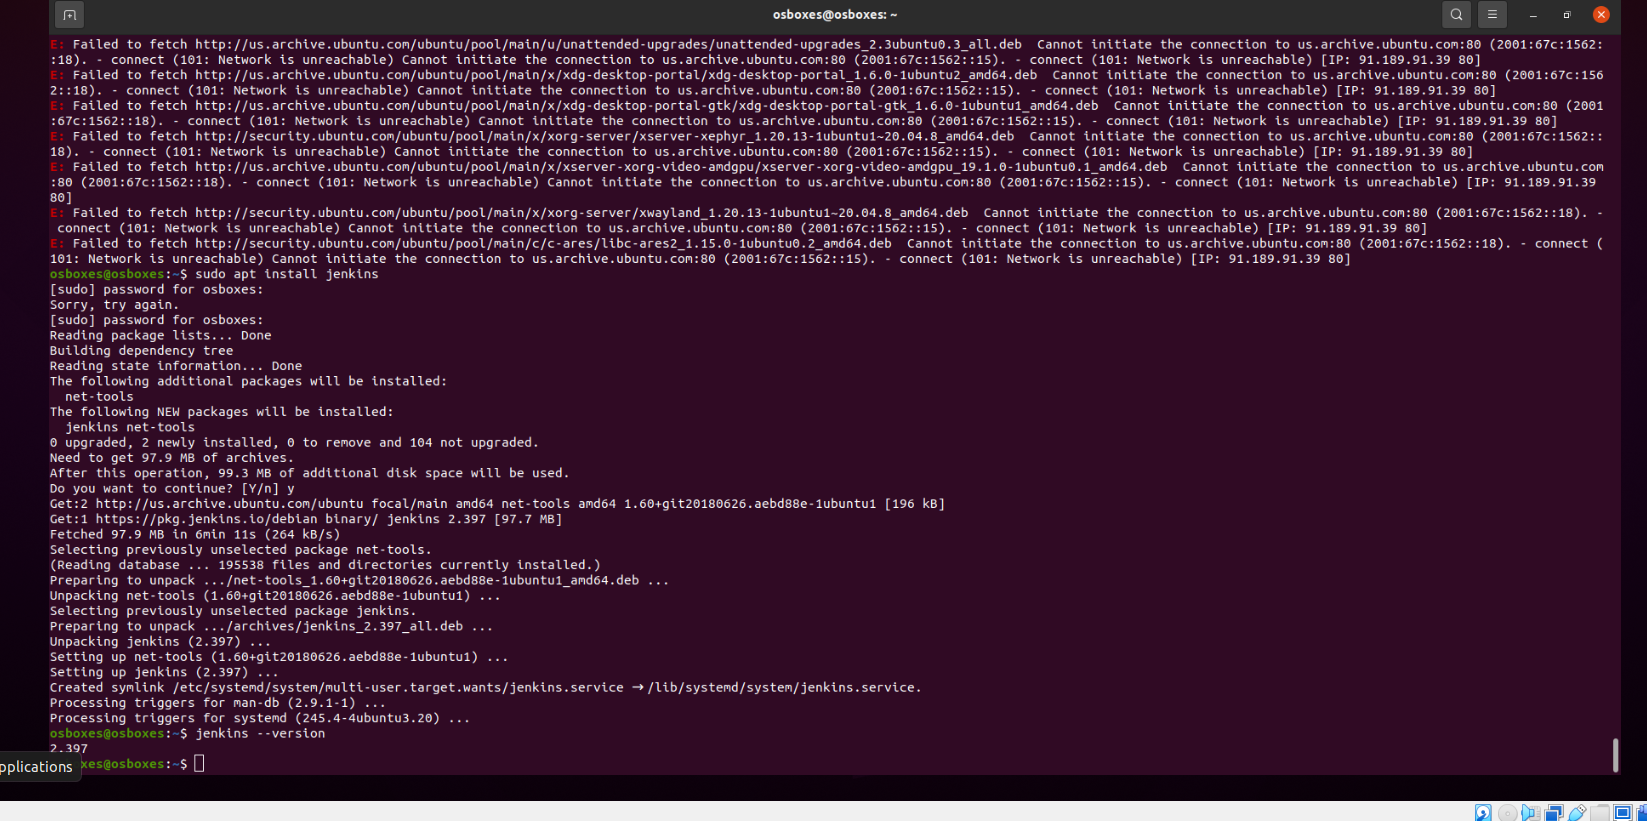 osboxes@osboxes: ~
E: Failed to fetch http://us.archive.ubuntu.com/ubuntu/pool/main/u/unattended-upgrades/unattended-upgrades_2.3ubuntu0.3_all.deb  Cannot initiate the connection to us.archive.ubuntu.com:80 (2001:67c:1562:
:18). - connect (101: Network is unreachable) Cannot initiate the connection to us.archive.ubuntu.com:80 (2001:67c:1562::15). - connect (101: Network is unreachable) [IP: 91.189.91.39 80]
E: Failed to fetch http://us.archive.ubuntu.com/ubuntu/pool/main/x/xdg-desktop-portal/xdg-desktop-portal_1.6.0-1ubuntu2_amd64.deb  Cannot initiate the connection to us.archive.ubuntu.com:80 (2001:67c:156
2::18). - connect (101: Network is unreachable) Cannot initiate the connection to us.archive.ubuntu.com:80 (2001:67c:1562::15). - connect (101: Network is unreachable) [IP: 91.189.91.39 80]
E: Failed to fetch http://us.archive.ubuntu.com/ubuntu/pool/main/x/xdg-desktop-portal-gtk/xdg-desktop-portal-gtk_1.6.0-1ubuntu1_amd64.deb  Cannot initiate the connection to us.archive.ubuntu.com:80 (2001
:67c:1562::18). - connect (101: Network is unreachable) Cannot initiate the connection to us.archive.ubuntu.com:80 (2001:67c:1562::15). - connect (101: Network is unreachable) [IP: 91.189.91.39 80]
E: Failed to fetch http://security.ubuntu.com/ubuntu/pool/main/x/xorg-server/xserver-xephyr_1.20.13-1ubuntu1~20.04.8_amd64.deb  Cannot initiate the connection to us.archive.ubuntu.com:80 (2001:67c:1562::
18). - connect (101: Network is unreachable) Cannot initiate the connection to us.archive.ubuntu.com:80 (2001:67c:1562::15). - connect (101: Network is unreachable) [IP: 91.189.91.39 80]
E: Failed to fetch http://us.archive.ubuntu.com/ubuntu/pool/main/x/xserver-xorg-video-amdgpu/xserver-xorg-video-amdgpu_19.1.0-1ubuntu0.1_amd64.deb  Cannot initiate the connection to us.archive.ubuntu.com
:80 (2001:67c:1562::18). - connect (101: Network is unreachable) Cannot initiate the connection to us.archive.ubuntu.com:80 (2001:67c:1562::15). - connect (101: Network is unreachable) [IP: 91.189.91.39
80]
E: Failed to fetch http://security.ubuntu.com/ubuntu/pool/main/x/xorg-server/xwayland_1.20.13-1ubuntu1~20.04.8_amd64.deb  Cannot initiate the connection to us.archive.ubuntu.com:80 (2001:67c:1562::18). -
 connect (101: Network is unreachable) Cannot initiate the connection to us.archive.ubuntu.com:80 (2001:67c:1562::15). - connect (101: Network is unreachable) [IP: 91.189.91.39 80]
E: Failed to fetch http://security.ubuntu.com/ubuntu/pool/main/c/c-ares/libc-ares2_1.15.0-1ubuntu0.2_amd64.deb  Cannot initiate the connection to us.archive.ubuntu.com:80 (2001:67c:1562::18). - connect (
101: Network is unreachable) Cannot initiate the connection to us.archive.ubuntu.com:80 (2001:67c:1562::15). - connect (101: Network is unreachable) [IP: 91.189.91.39 80]
osboxes@osboxes:~$ sudo apt install jenkins
[sudo] password for osboxes:
Sorry, try again.
[sudo] password for osboxes:
Reading package lists... Done
Building dependency tree
Reading state information... Done
The following additional packages will be installed:
  net-tools
The following NEW packages will be installed:
  jenkins net-tools
0 upgraded, 2 newly installed, 0 to remove and 104 not upgraded.
Need to get 97.9 MB of archives.
After this operation, 99.3 MB of additional disk space will be used.
Do you want to continue? [Y/n] y
Get:2 http://us.archive.ubuntu.com/ubuntu focal/main amd64 net-tools amd64 1.60+git20180626.aebd88e-1ubuntu1 [196 kB]
Get:1 https://pkg.jenkins.io/debian binary/ jenkins 2.397 [97.7 MB]
Fetched 97.9 MB in 6min 11s (264 kB/s)
Selecting previously unselected package net-tools.
(Reading database ... 195538 files and directories currently installed.)
Preparing to unpack .../net-tools_1.60+git20180626.aebd88e-1ubuntu1_amd64.deb ...
Unpacking net-tools (1.60+git20180626.aebd88e-1ubuntu1) ...
Selecting previously unselected package jenkins.
Preparing to unpack .../archives/jenkins_2.397_all.deb ...
Unpacking jenkins (2.397) ...
Setting up net-tools (1.60+git20180626.aebd88e-1ubuntu1) ...
Setting up jenkins (2.397) ...
Created symlink /etc/systemd/system/multi-user.target.wants/jenkins.service → /lib/systemd/system/jenkins.service.
Processing triggers for man-db (2.9.1-1) ...
Processing triggers for systemd (245.4-4ubuntu3.20) ...
osboxes@osboxes:~$ jenkins --version
2.397
pplications
xes@osboxes:~$